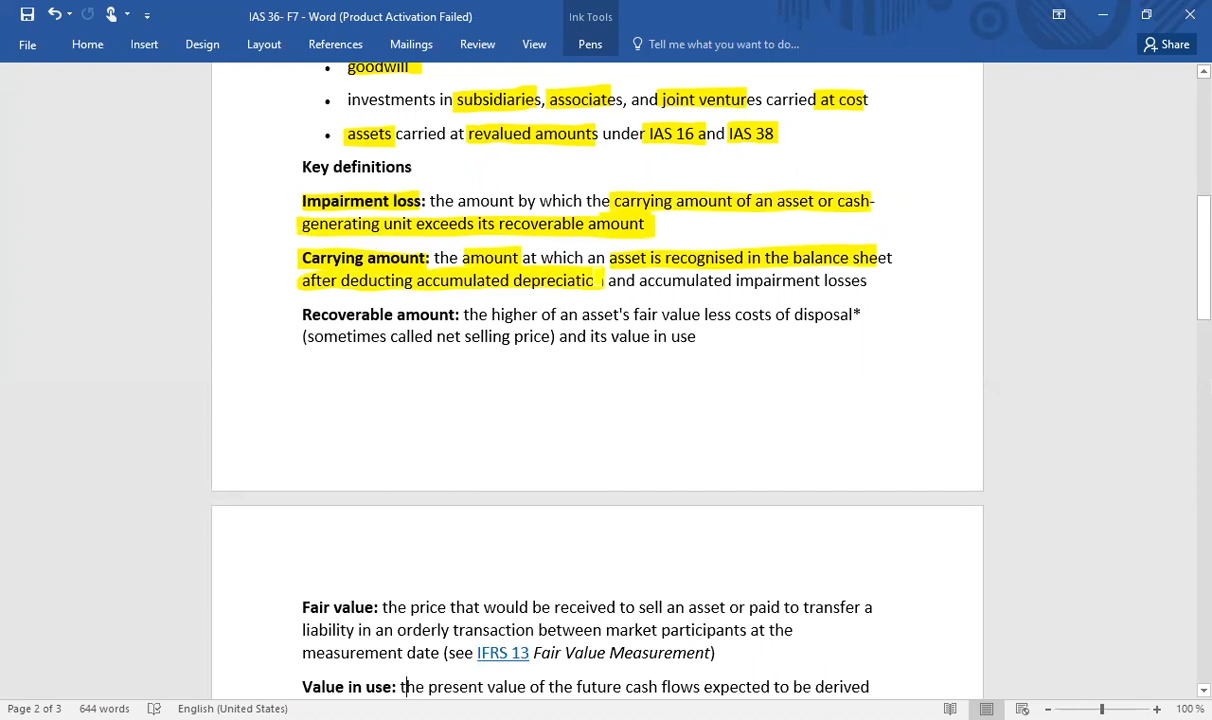 IAS 36- F7 - Word (Product Activation Failed)
Ink Tools
File Home Insert Design Layout References Mailings Review View Pens Tell me what you want to do... Share
goodwill
• investments in subsidiaries, associates, and joint ventures carried at cost
• assets carried at revalued amounts under IAS 16 and IAS 38
Key definitions
Impairment loss: the amount by which the carrying amount of an asset or cash-
generating unit exceeds its recoverable amount
Carrying amount: the amount at which an asset is recognised in the balance sheet
after deducting accumulated depreciation and accumulated impairment losses
Recoverable amount: the higher of an asset's fair value less costs of disposal*
(sometimes called net selling price) and its value in use
Fair value: the price that would be received to sell an asset or paid to transfer a
liability in an orderly transaction between market participants at the
measurement date (see IFRS 13 Fair Value Measurement)
Value in use: the present value of the future cash flows expected to be derived
Page 2 of 3 644 words English (United States) 100 %